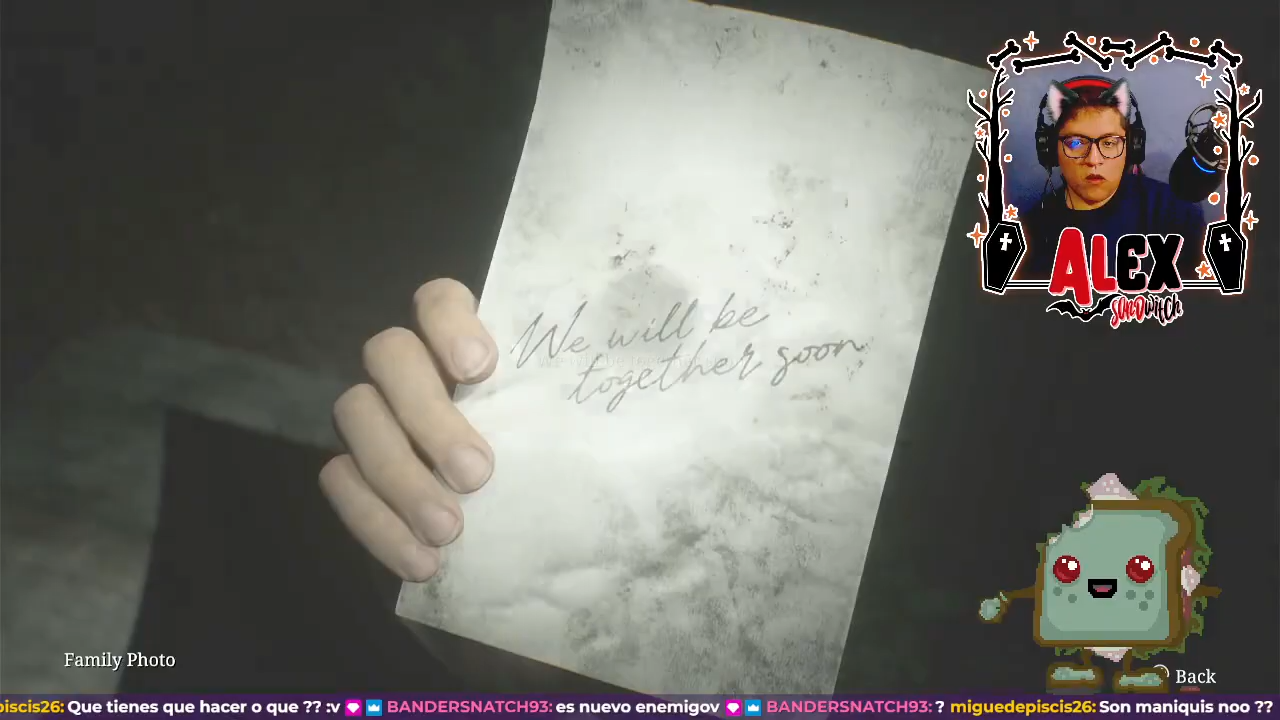 We will be
together soon
ALEX
SANDWITCH
Family Photo
Back
piscis26: Que tienes que hacer o que ?? :v BANDERSNATCH93: es nuevo enemigov BANDERSNATCH93: ? miguedepiscis26: Son maniquis noo ??